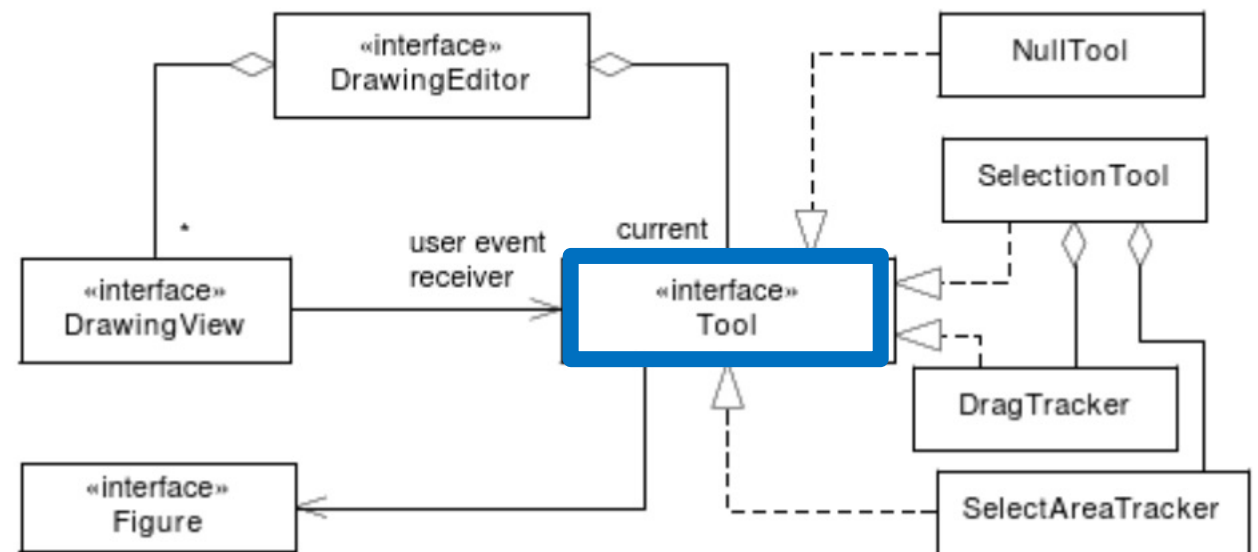 «interface»
DrawingEditor
NullTool
SelectionTool
*
user event
receiver
current
«interface»
DrawingView
«interface»
Tool
DragTracker
«interface»
Figure
SelectAreaTracker